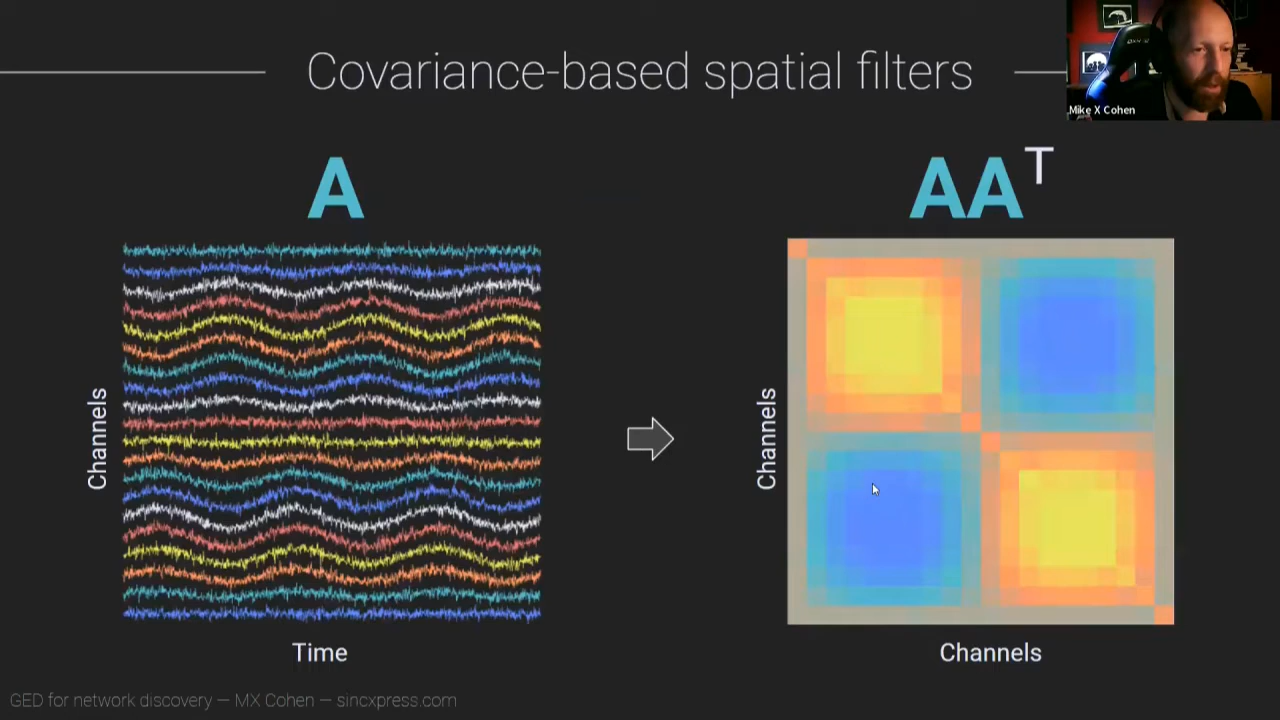 Covariance-based spatial filters
Mike X Cohen
A
AAᵀ
Channels
Time
Channels
Channels
GED for network discovery — MX Cohen — sincxpress.com